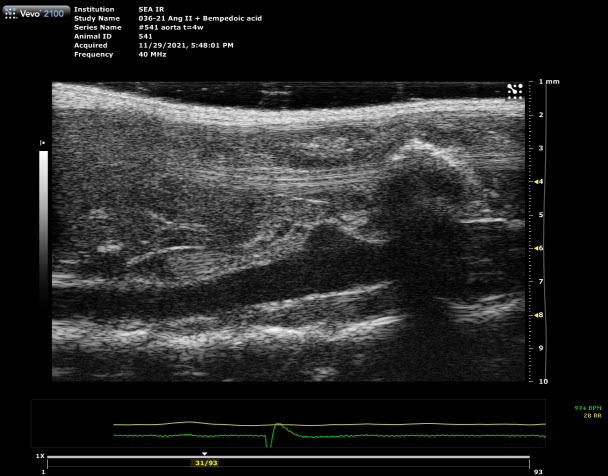 Vevo 2100
Institution SEA IR
Study Name 036-21 Ang II + Bempedoic acid
Series Name #541 aorta t=4w
Animal ID 541
Acquired 11/29/2021, 5:48:01 PM
Frequency 40 MHz
1 mm
2
3
4
5
6
7
8
9
10
974 BPM
28 RR
1X
31/93
1
93